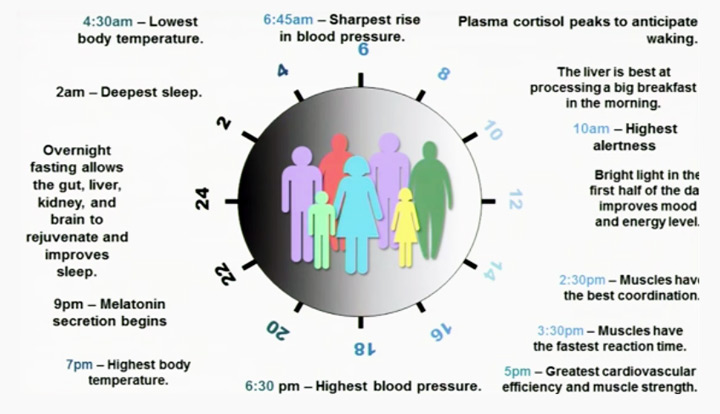 4:30am – Lowest
body temperature.
6:45am – Sharpest rise
in blood pressure.
Plasma cortisol peaks to anticipate
waking.
The liver is best at
processing a big breakfast
in the morning.
10am – Highest
alertness
Bright light in the
first half of the da
improves mood
and energy level.
2:30pm – Muscles have
the best coordination.
3:30pm – Muscles have
the fastest reaction time.
5pm – Greatest cardiovascular
efficiency and muscle strength.
6:30 pm – Highest blood pressure.
7pm – Highest body
temperature.
9pm – Melatonin
secretion begins
Overnight
fasting allows
the gut, liver,
kidney, and
brain to
rejuvenate and
improves
sleep.
2am – Deepest sleep.
6
8
10
12
14
16
18
20
22
24
2
4